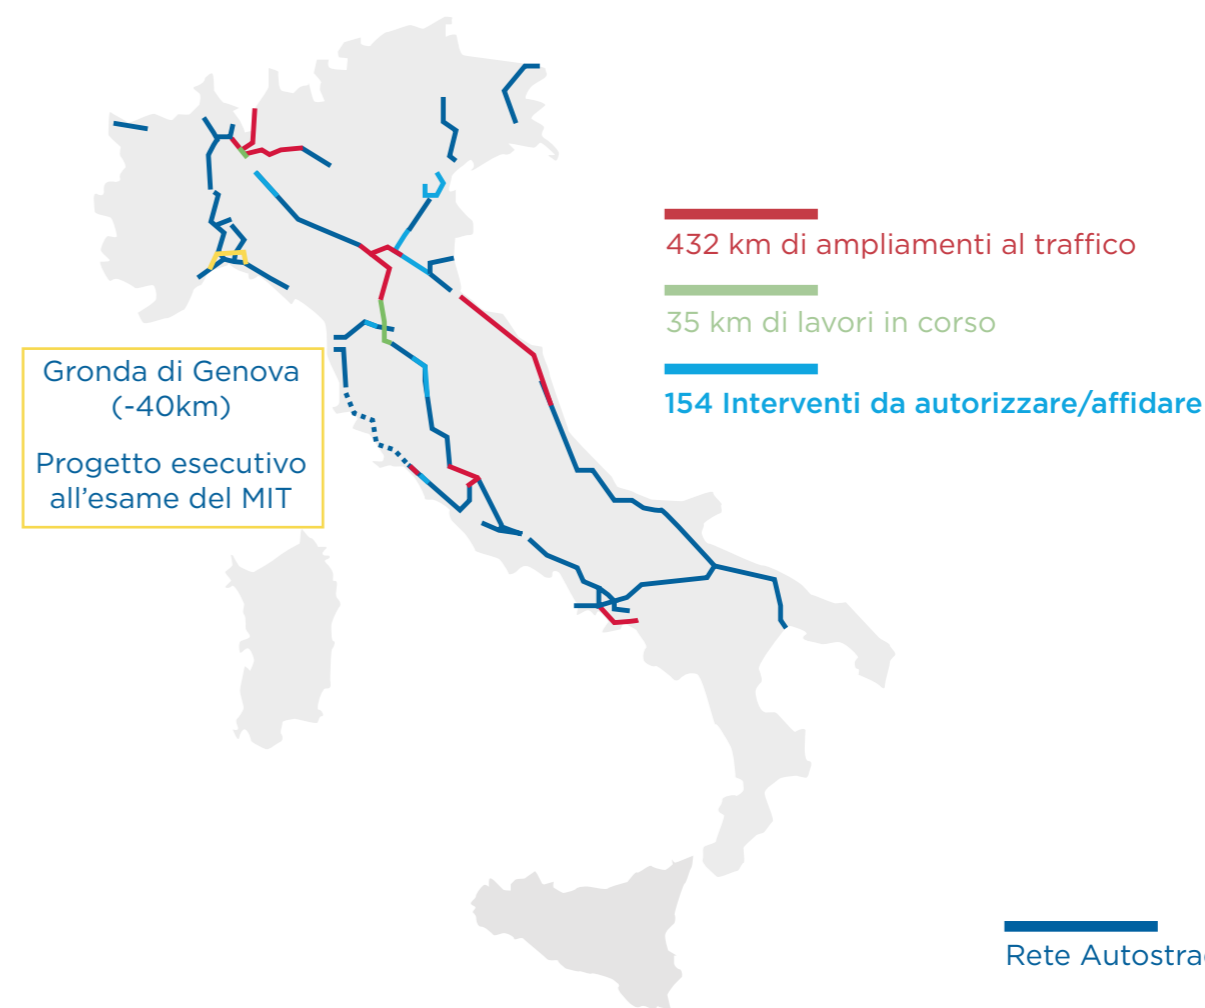 432 km di ampliamenti al traffico
35 km di lavori in corso
154 Interventi da autorizzare/affidare
Gronda di Genova
(-40km)
Progetto esecutivo
all'esame del MIT
Rete